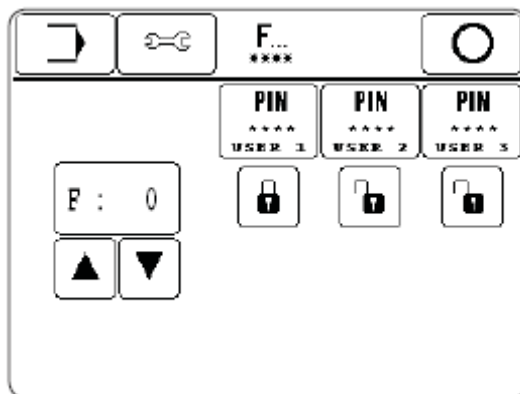 F...
****
PIN PIN PIN
**** **** ****
USER 1 USER 2 USER 3
F : 0